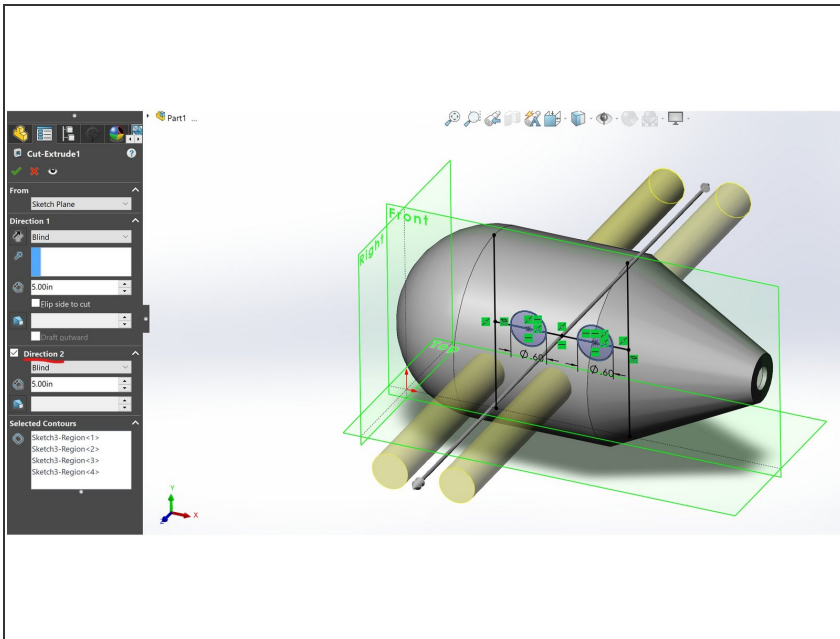 Part1 ...
Cut-Extrude1
?
From
Sketch Plane
Direction 1
Blind
5.00in
Flip side to cut
Draft outward
Direction 2
Blind
5.00in
Selected Contours
Sketch3-Region<1>
Sketch3-Region<2>
Sketch3-Region<3>
Sketch3-Region<4>
Front
Right
Top
Ø.60
Ø.60
Y
X
Z